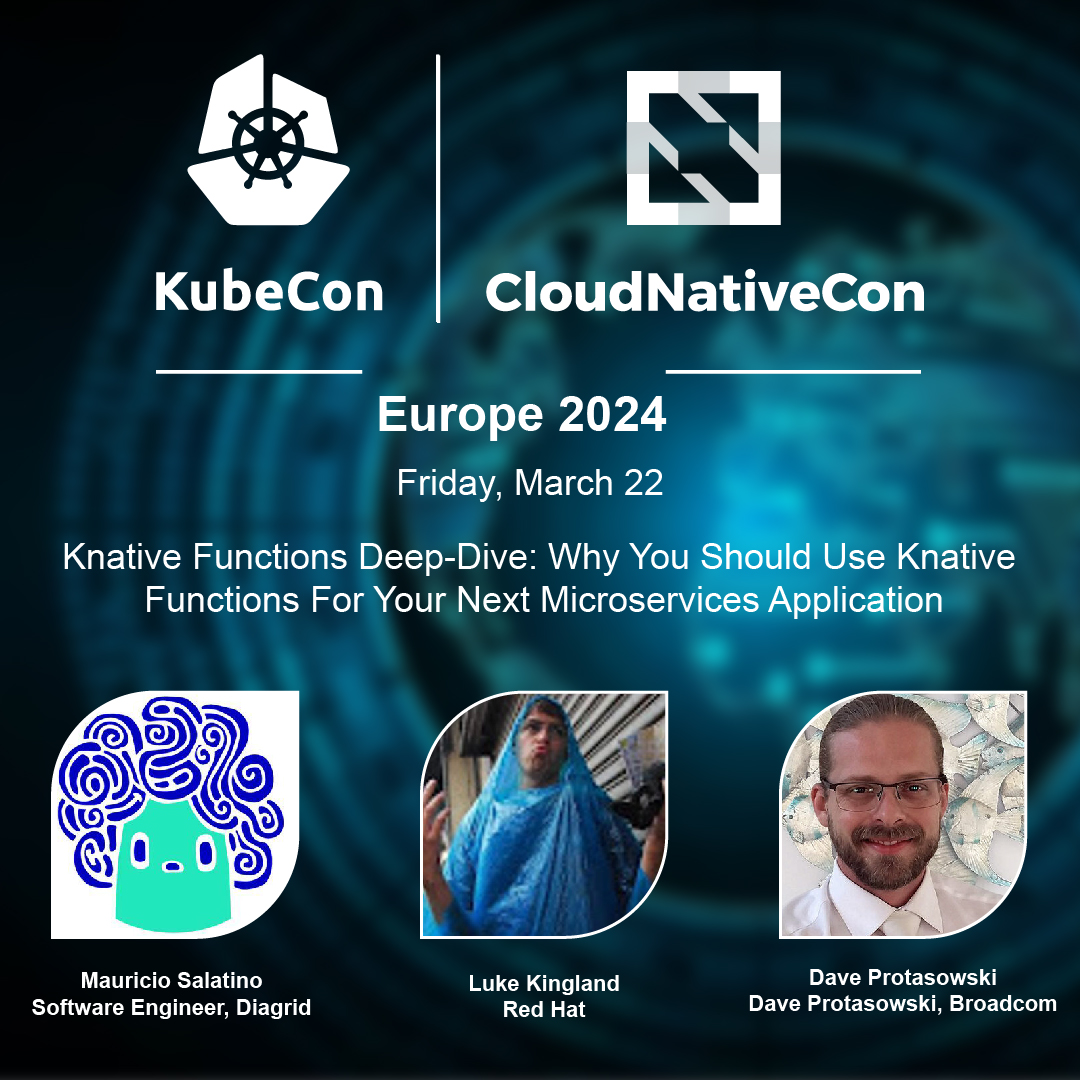 KubeCon
CloudNativeCon
Europe 2024
Friday, March 22
Knative Functions Deep-Dive: Why You Should Use Knative
Functions For Your Next Microservices Application
Mauricio Salatino
Software Engineer, Diagrid
Luke Kingland
Red Hat
Dave Protasowski
Dave Protasowski, Broadcom